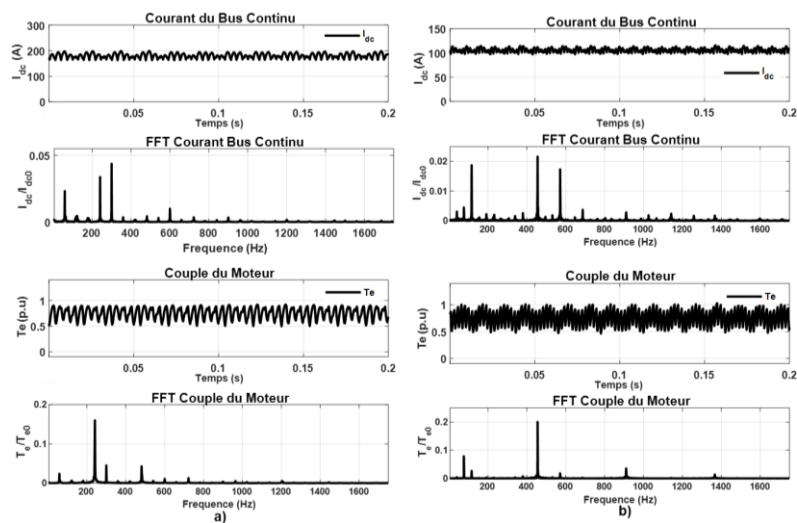 Courant du Bus Continu
I_dc (A)
300
200
100
0
I_dc
0.05
0.1
0.15
0.2
Temps (s)
FFT Courant Bus Continu
I_dc/I_dc0
0.05
0
200
400
600
800
1000
1200
1400
1600
Frequence (Hz)
Couple du Moteur
Te (p.u)
1
0.5
0
Te
0.05
0.1
0.15
0.2
Temps (s)
FFT Couple du Moteur
T_e/T_e0
0.2
0.1
0
200
400
600
800
1000
1200
1400
1600
Frequence (Hz)
a)
Courant du Bus Continu
I_dc (A)
150
100
50
0
I_dc
0.05
0.1
0.15
0.2
Temps (s)
FFT Courant Bus Continu
I_dc/I_dc0
0.02
0.01
0
200
400
600
800
1000
1200
1400
1600
Frequence (Hz)
Couple du Moteur
Te (p.u)
1
0.5
0
Te
0.05
0.1
0.15
0.2
Temps (s)
FFT Couple du Moteur
T_e/T_e0
0.2
0.1
0
200
400
600
800
1000
1200
1400
1600
Frequence (Hz)
b)